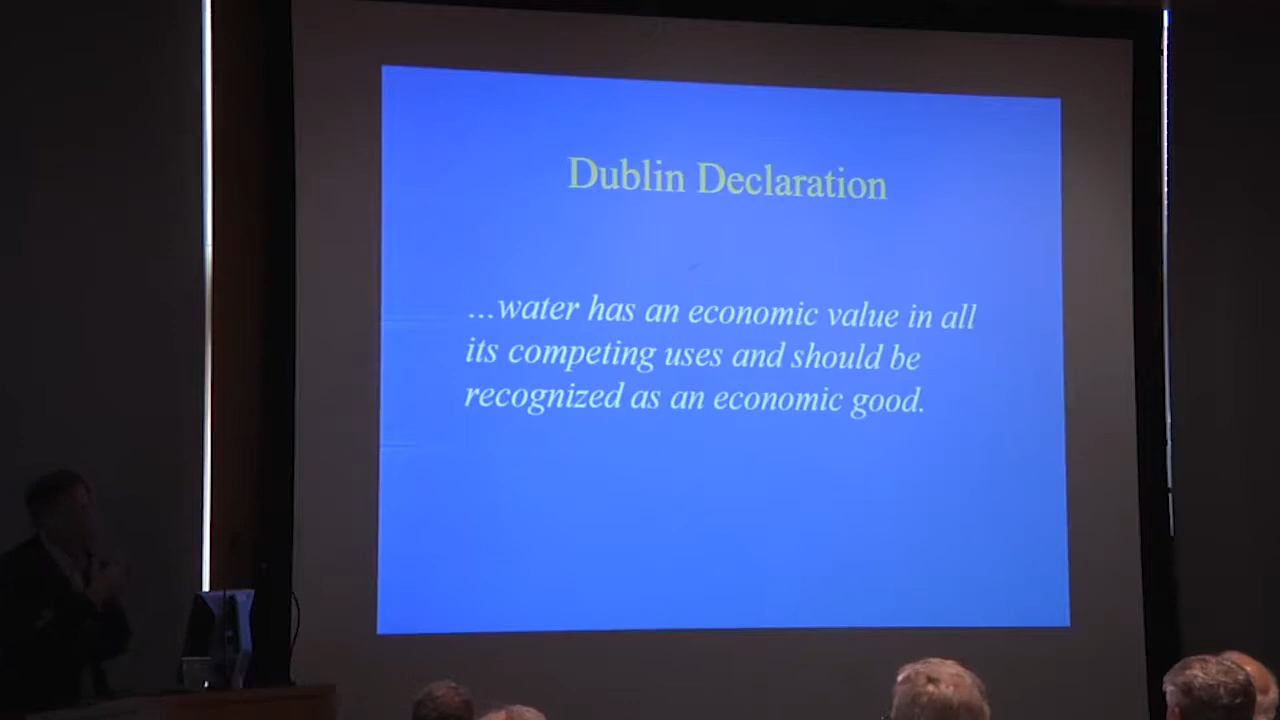 Dublin Declaration
...water has an economic value in all
its competing uses and should be
recognized as an economic good.